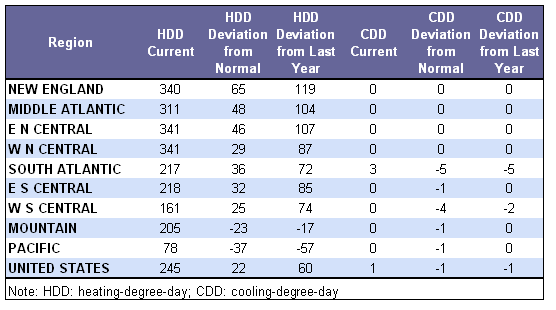 Region HDD Current HDD Deviation from Normal HDD Deviation from Last Year CDD Current CDD Deviation from Normal CDD Deviation from Last Year
NEW ENGLAND 340 65 119 0 0 0
MIDDLE ATLANTIC 311 48 104 0 0 0
E N CENTRAL 341 46 107 0 0 0
W N CENTRAL 341 29 87 0 0 0
SOUTH ATLANTIC 217 36 72 3 -5 -5
E S CENTRAL 218 32 85 0 -1 0
W S CENTRAL 161 25 74 0 -4 -2
MOUNTAIN 205 -23 -17 0 -1 0
PACIFIC 78 -37 -57 0 -1 0
UNITED STATES 245 22 60 1 -1 -1
Note: HDD: heating-degree-day; CDD: cooling-degree-day